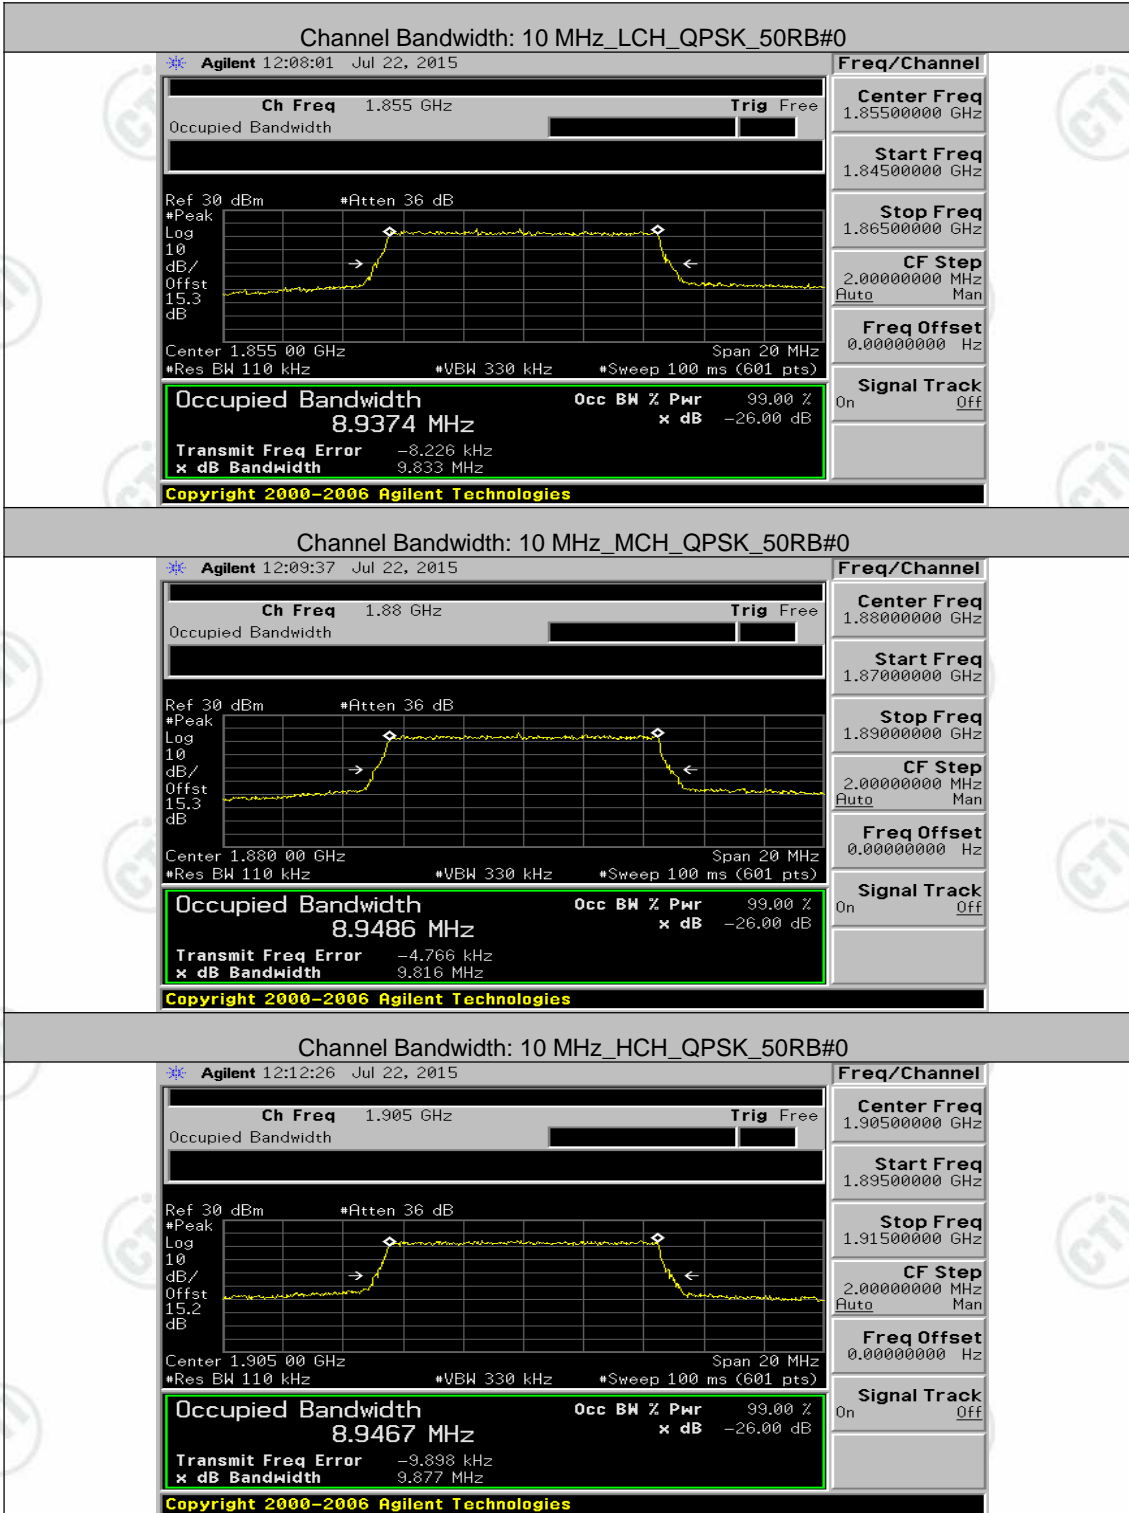 Channel Bandwidth: 10 MHz_LCH_QPSK_50RB#0
Agilent 12:08:01 Jul 22, 2015
Freq/Channel
Ch Freq 1.855 GHz Trig Free
Occupied Bandwidth
Center Freq
1.85500000 GHz
Start Freq
1.84500000 GHz
Stop Freq
1.86500000 GHz
CF Step
2.00000000 MHz
Auto Man
Freq Offset
0.00000000 Hz
Signal Track
On Off
Ref 30 dBm #Atten 36 dB
#Peak
Log
10
dB/
Offst
15.3
dB
Center 1.855 00 GHz Span 20 MHz
#Res BW 110 kHz #VBW 330 kHz #Sweep 100 ms (601 pts)
Occupied Bandwidth Occ BW % Pwr 99.00 %
8.9374 MHz x dB -26.00 dB
Transmit Freq Error -8.226 kHz
x dB Bandwidth 9.833 MHz
Copyright 2000-2006 Agilent Technologies
Channel Bandwidth: 10 MHz_MCH_QPSK_50RB#0
Agilent 12:09:37 Jul 22, 2015
Freq/Channel
Ch Freq 1.88 GHz Trig Free
Occupied Bandwidth
Center Freq
1.88000000 GHz
Start Freq
1.87000000 GHz
Stop Freq
1.89000000 GHz
CF Step
2.00000000 MHz
Auto Man
Freq Offset
0.00000000 Hz
Signal Track
On Off
Ref 30 dBm #Atten 36 dB
#Peak
Log
10
dB/
Offst
15.3
dB
Center 1.880 00 GHz Span 20 MHz
#Res BW 110 kHz #VBW 330 kHz #Sweep 100 ms (601 pts)
Occupied Bandwidth Occ BW % Pwr 99.00 %
8.9486 MHz x dB -26.00 dB
Transmit Freq Error -4.766 kHz
x dB Bandwidth 9.816 MHz
Copyright 2000-2006 Agilent Technologies
Channel Bandwidth: 10 MHz_HCH_QPSK_50RB#0
Agilent 12:12:26 Jul 22, 2015
Freq/Channel
Ch Freq 1.905 GHz Trig Free
Occupied Bandwidth
Center Freq
1.90500000 GHz
Start Freq
1.89500000 GHz
Stop Freq
1.91500000 GHz
CF Step
2.00000000 MHz
Auto Man
Freq Offset
0.00000000 Hz
Signal Track
On Off
Ref 30 dBm #Atten 36 dB
#Peak
Log
10
dB/
Offst
15.2
dB
Center 1.905 00 GHz Span 20 MHz
#Res BW 110 kHz #VBW 330 kHz #Sweep 100 ms (601 pts)
Occupied Bandwidth Occ BW % Pwr 99.00 %
8.9467 MHz x dB -26.00 dB
Transmit Freq Error -9.898 kHz
x dB Bandwidth 9.877 MHz
Copyright 2000-2006 Agilent Technologies